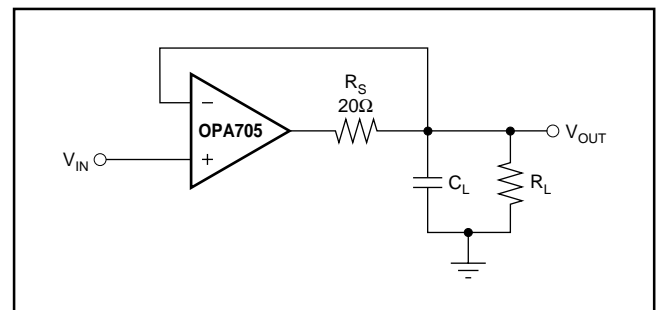 R_S
20Ω
−
OPA705
+
V_IN
V_OUT
C_L
R_L